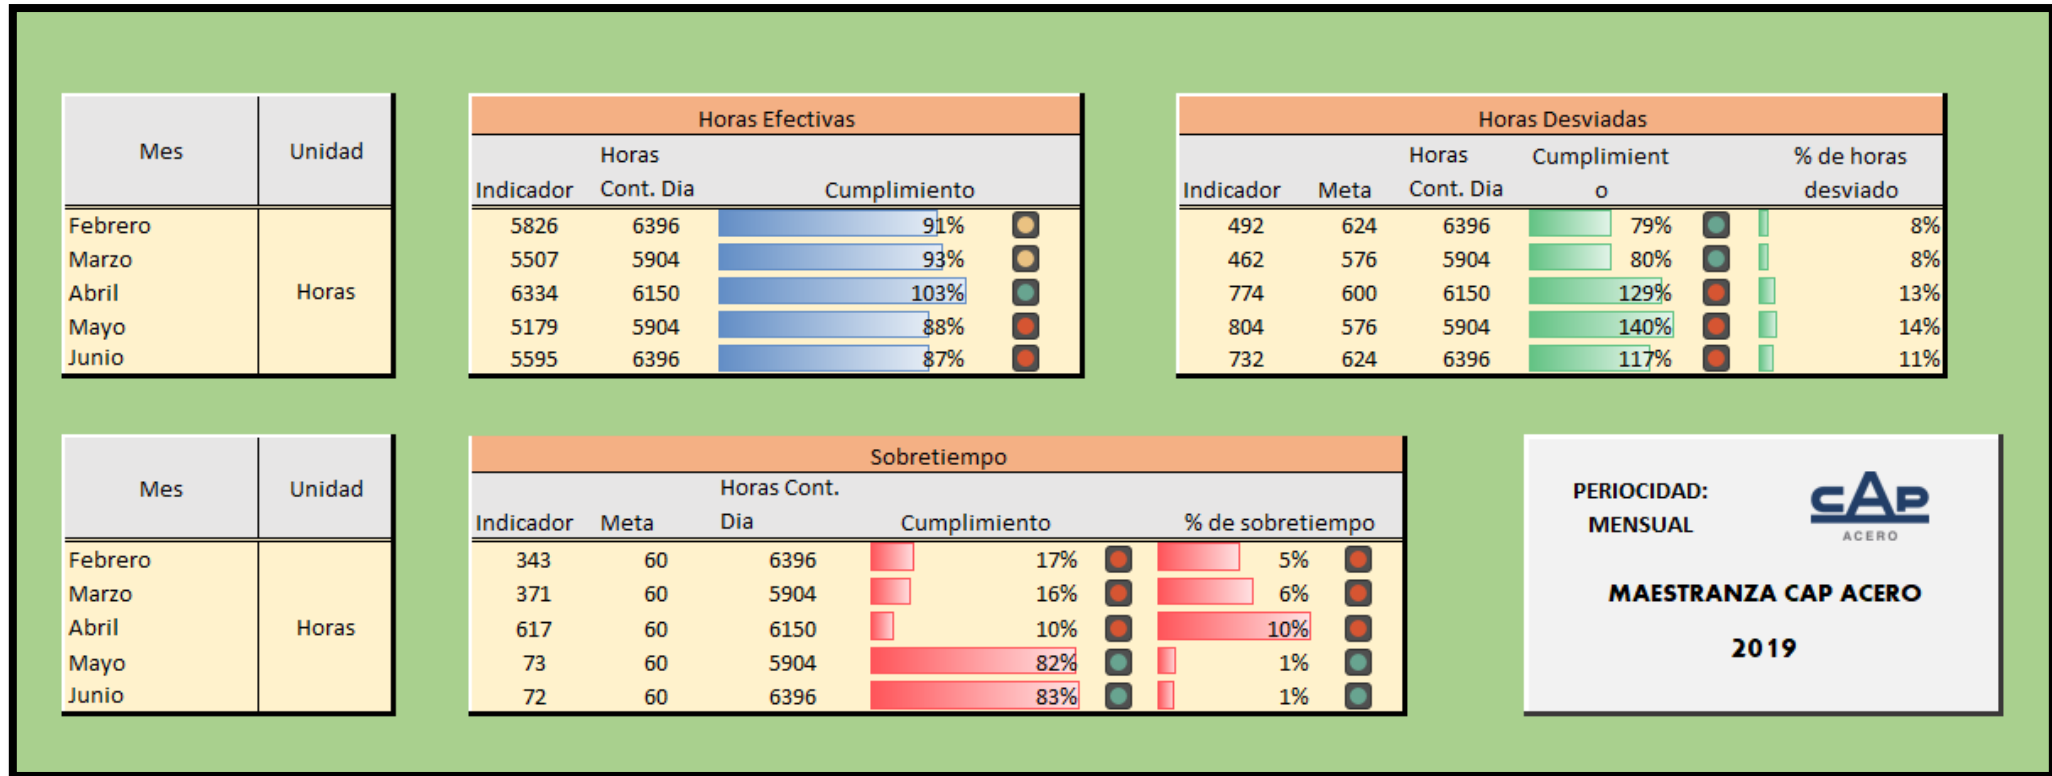 Mes Unidad
Febrero
Marzo
Abril Horas
Mayo
Junio
Horas Efectivas
Indicador Horas Cont. Dia Cumplimiento
5826 6396 91%
5507 5904 93%
6334 6150 103%
5179 5904 88%
5595 6396 87%
Horas Desviadas
Indicador Meta Horas Cont. Dia Cumplimient o % de horas desviado
492 624 6396 79% 8%
462 576 5904 80% 8%
774 600 6150 129% 13%
804 576 5904 140% 14%
732 624 6396 117% 11%
Mes Unidad
Febrero
Marzo
Abril Horas
Mayo
Junio
Sobretiempo
Indicador Meta Horas Cont. Dia Cumplimiento % de sobretiempo
343 60 6396 17% 5%
371 60 5904 16% 6%
617 60 6150 10% 10%
73 60 5904 82% 1%
72 60 6396 83% 1%
PERIOCIDAD:
MENSUAL
CAP
ACERO
MAESTRANZA CAP ACERO
2019